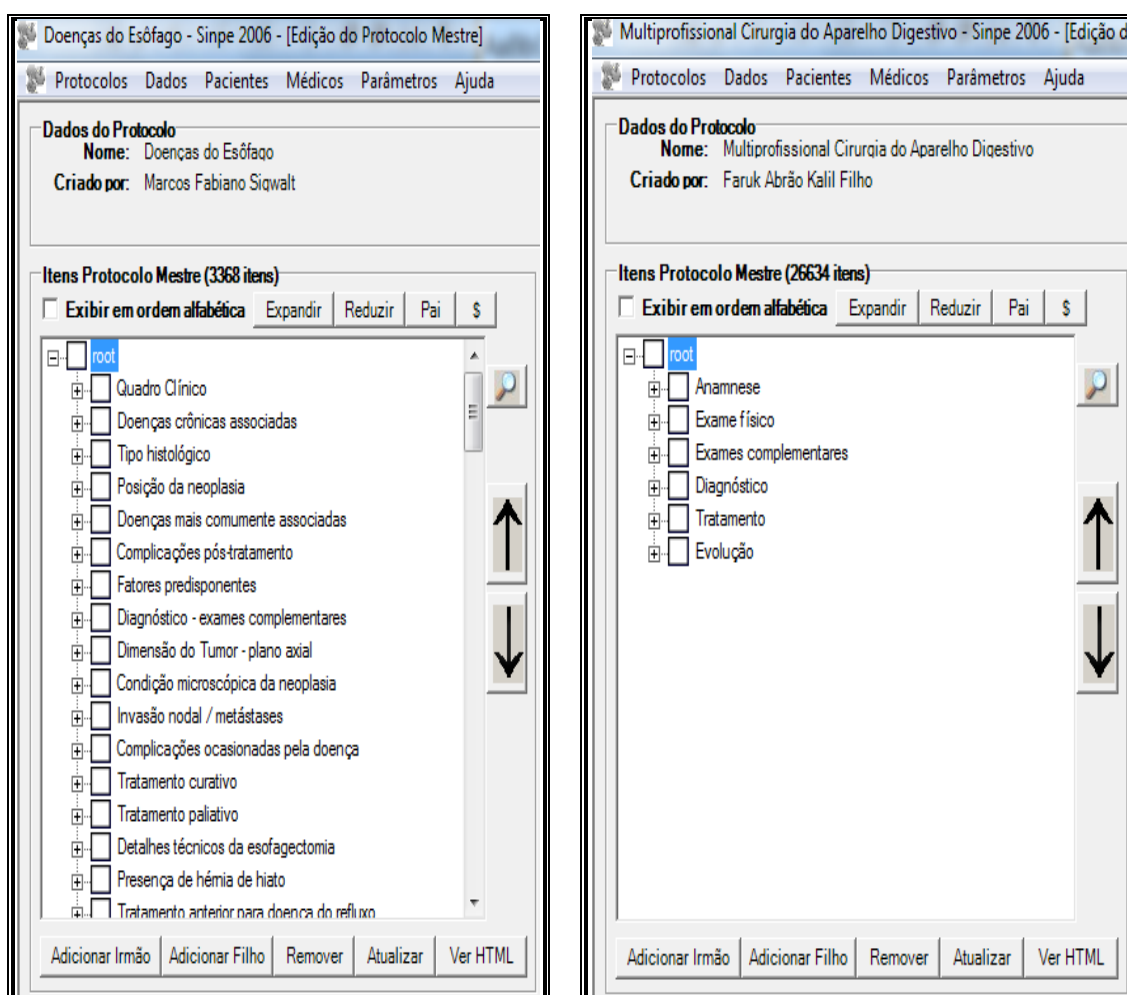 Doenças do Esôfago - Sinpe 2006 - [Edição do Protocolo Mestre]
Protocolos Dados Pacientes Médicos Parâmetros Ajuda
Dados do Protocolo
Nome: Doenças do Esôfago
Criado por: Marcos Fabiano Sigwalt
Itens Protocolo Mestre (3368 itens)
Exibir em ordem alfabética Expandir Reduzir Pai $
root
Quadro Clínico
Doenças crônicas associadas
Tipo histológico
Posição da neoplasia
Doenças mais comumente associadas
Complicações pós-tratamento
Fatores predisponentes
Diagnóstico - exames complementares
Dimensão do Tumor - plano axial
Condição microscópica da neoplasia
Invasão nodal / metástases
Complicações ocasionadas pela doença
Tratamento curativo
Tratamento paliativo
Detalhes técnicos da esofagectomia
Presença de hérnia de hiato
Tratamento anterior para doença do refluxo
Adicionar Irmão Adicionar Filho Remover Atualizar Ver HTML
Multiprofissional Cirurgia do Aparelho Digestivo - Sinpe 2006 - [Edição d
Protocolos Dados Pacientes Médicos Parâmetros Ajuda
Dados do Protocolo
Nome: Multiprofissional Cirurgia do Aparelho Digestivo
Criado por: Faruk Abrão Kalil Filho
Itens Protocolo Mestre (26634 itens)
Exibir em ordem alfabética Expandir Reduzir Pai $
root
Anamnese
Exame físico
Exames complementares
Diagnóstico
Tratamento
Evolução
Adicionar Irmão Adicionar Filho Remover Atualizar Ver HTML